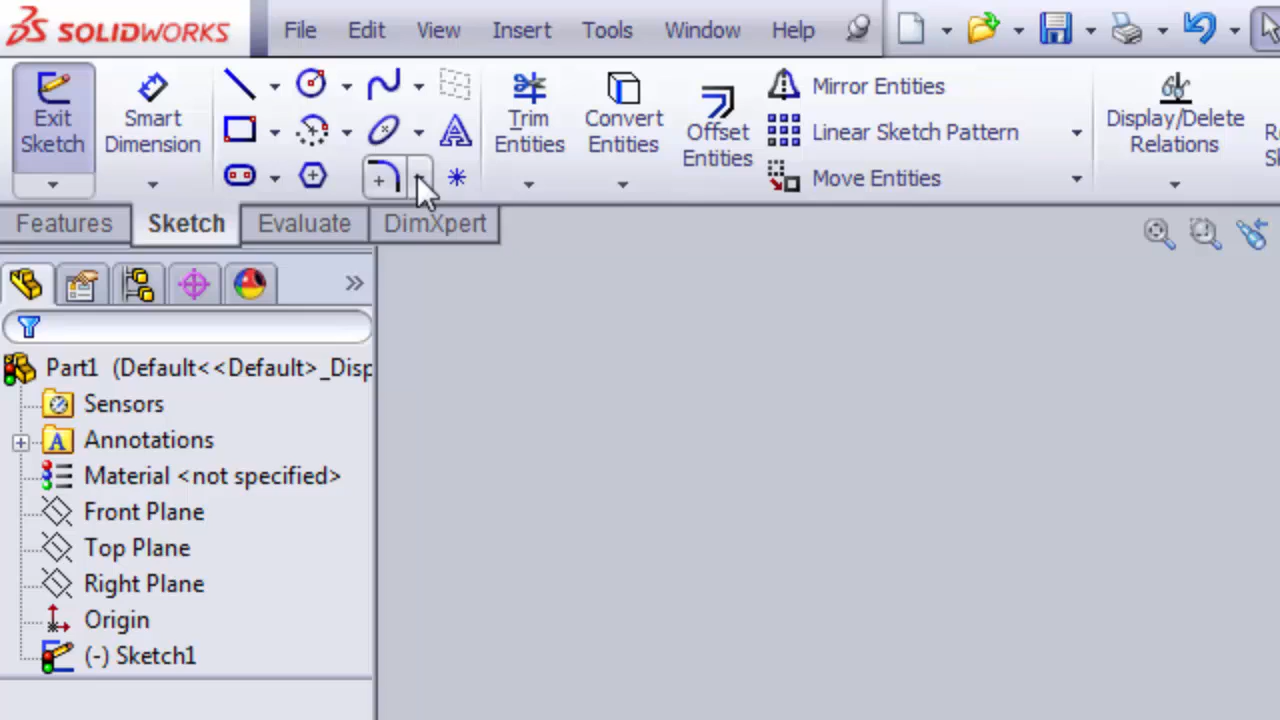 SOLIDWORKS
File Edit View Insert Tools Window Help
Exit Sketch
Smart Dimension
Trim Entities
Convert Entities
Offset Entities
Mirror Entities
Linear Sketch Pattern
Move Entities
Display/Delete Relations
Features Sketch Evaluate DimXpert
Part1 (Default<<Default>_Disp
Sensors
Annotations
Material <not specified>
Front Plane
Top Plane
Right Plane
Origin
(-) Sketch1